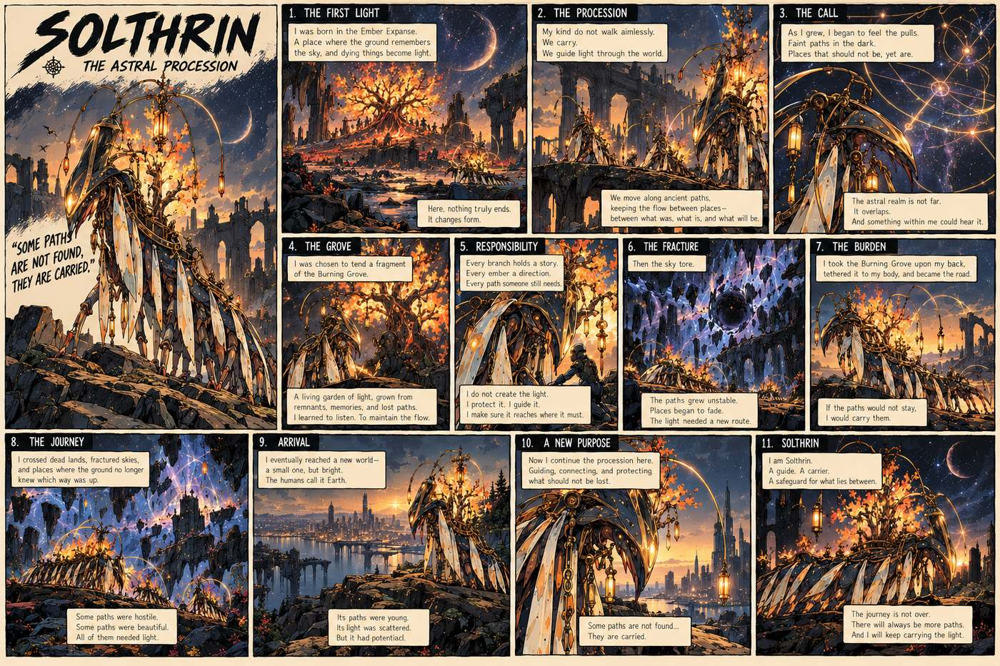 SOLTHRIN
THE ASTRAL PROCESSION
"SOME PATHS
ARE NOT FOUND,
THEY ARE CARRIED."
1. THE FIRST LIGHT
I was born in the Ember Expanse.
A place where the ground remembers
the sky, and dying things become light.
Here, nothing truly ends.
It changes form.
2. THE PROCESSION
My kind do not walk aimlessly.
We carry.
We guide light through the world.
We move along ancient paths,
keeping the flow between places—
between what was, what is, and what will be.
3. THE CALL
As I grew, I began to feel the pulls.
Faint paths in the dark.
Places that should not be, yet are.
The astral realm is not far.
It overlaps.
And something within me could hear it.
4. THE GROVE
I was chosen to tend a fragment
of the Burning Grove.
A living garden of light, grown from
remnants, memories, and lost paths.
I learned to listen. To maintain the flow.
5. RESPONSIBILITY
Every branch holds a story.
Every ember a direction.
Every path someone still needs.
I do not create the light.
I protect it. I guide it.
I make sure it reaches where it must.
6. THE FRACTURE
Then the sky tore.
The paths grew unstable.
Places began to fade.
The light needed a new route.
7. THE BURDEN
I took the Burning Grove upon my back,
tethered it to my body, and became the road.
If the paths would not stay,
I would carry them.
8. THE JOURNEY
I crossed dead lands, fractured skies,
and places where the ground no longer
knew which way was up.
Some paths were hostile.
Some paths were beautiful.
All of them needed light.
9. ARRIVAL
I eventually reached a new world—
a small one, but bright.
The humans call it Earth.
Its paths were young.
Its light was scattered.
But it had potentiacl.
10. A NEW PURPOSE
Now I continue the procession here.
Guiding, connecting, and protecting
what should not be lost.
Some paths are not found...
They are carried.
11. SOLTHRIN
I am Solthrin.
A guide. A carrier.
A safeguard for what lies between.
The journey is not over.
There will always be more paths.
And I will keep carrying the light.